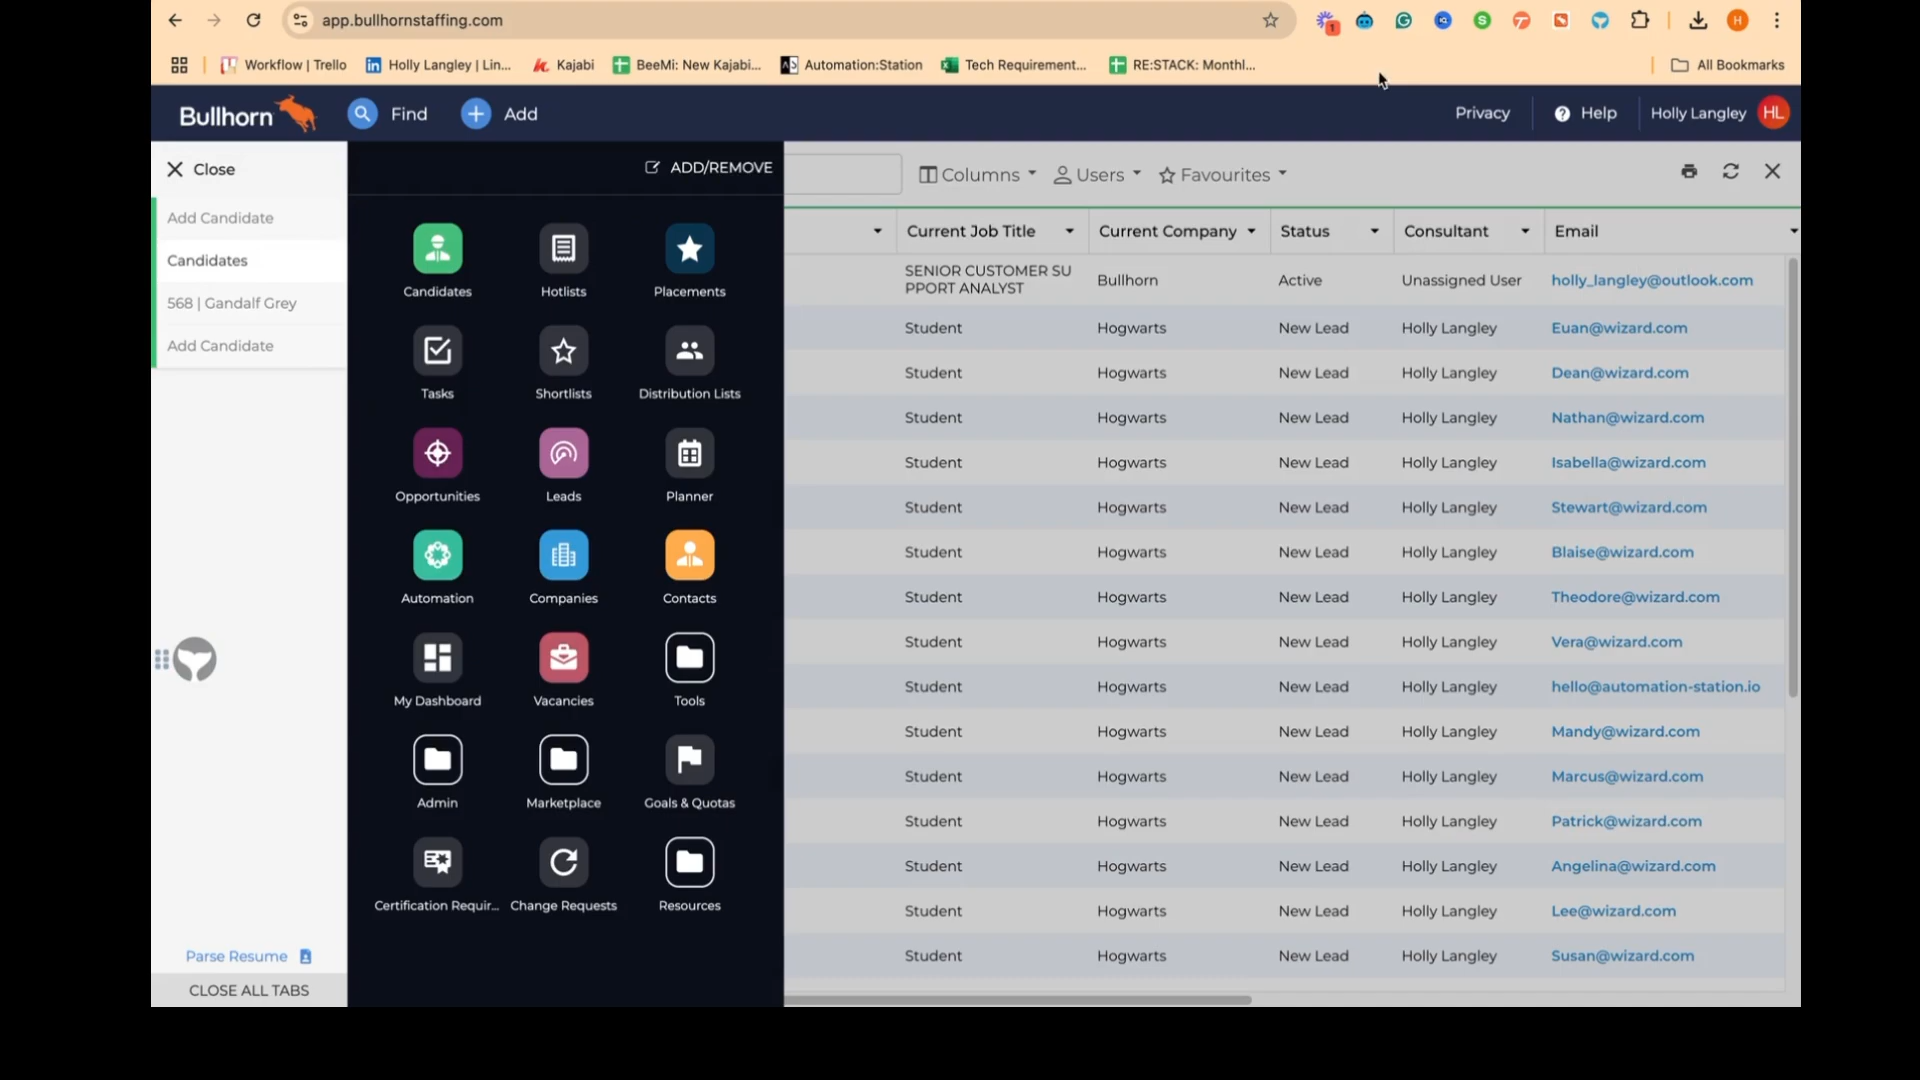 app.bullhornstaffing.com
1
H
Workflow | Trello
Holly Langley | Lin...
Kajabi
BeeMi: New Kajabi...
Automation:Station
Tech Requirement...
RE:STACK: Monthl...
All Bookmarks
Bullhorn
Find
Add
Privacy
Help
Holly Langley
HL
Close
ADD/REMOVE
Columns
Users
Favourites
Add Candidate
Candidates
568 | Gandalf Grey
Add Candidate
Candidates
Hotlists
Placements
Tasks
Shortlists
Distribution Lists
Opportunities
Leads
Planner
Automation
Companies
Contacts
My Dashboard
Vacancies
Tools
Admin
Marketplace
Goals & Quotas
Certification Requir...
Change Requests
Resources
Parse Resume
CLOSE ALL TABS
Current Job Title Current Company Status Consultant Email
SENIOR CUSTOMER SU
PPORT ANALYST
Bullhorn Active Unassigned User holly_langley@outlook.com
Student Hogwarts New Lead Holly Langley Euan@wizard.com
Student Hogwarts New Lead Holly Langley Dean@wizard.com
Student Hogwarts New Lead Holly Langley Nathan@wizard.com
Student Hogwarts New Lead Holly Langley Isabella@wizard.com
Student Hogwarts New Lead Holly Langley Stewart@wizard.com
Student Hogwarts New Lead Holly Langley Blaise@wizard.com
Student Hogwarts New Lead Holly Langley Theodore@wizard.com
Student Hogwarts New Lead Holly Langley Vera@wizard.com
Student Hogwarts New Lead Holly Langley hello@automation-station.io
Student Hogwarts New Lead Holly Langley Mandy@wizard.com
Student Hogwarts New Lead Holly Langley Marcus@wizard.com
Student Hogwarts New Lead Holly Langley Patrick@wizard.com
Student Hogwarts New Lead Holly Langley Angelina@wizard.com
Student Hogwarts New Lead Holly Langley Lee@wizard.com
Student Hogwarts New Lead Holly Langley Susan@wizard.com